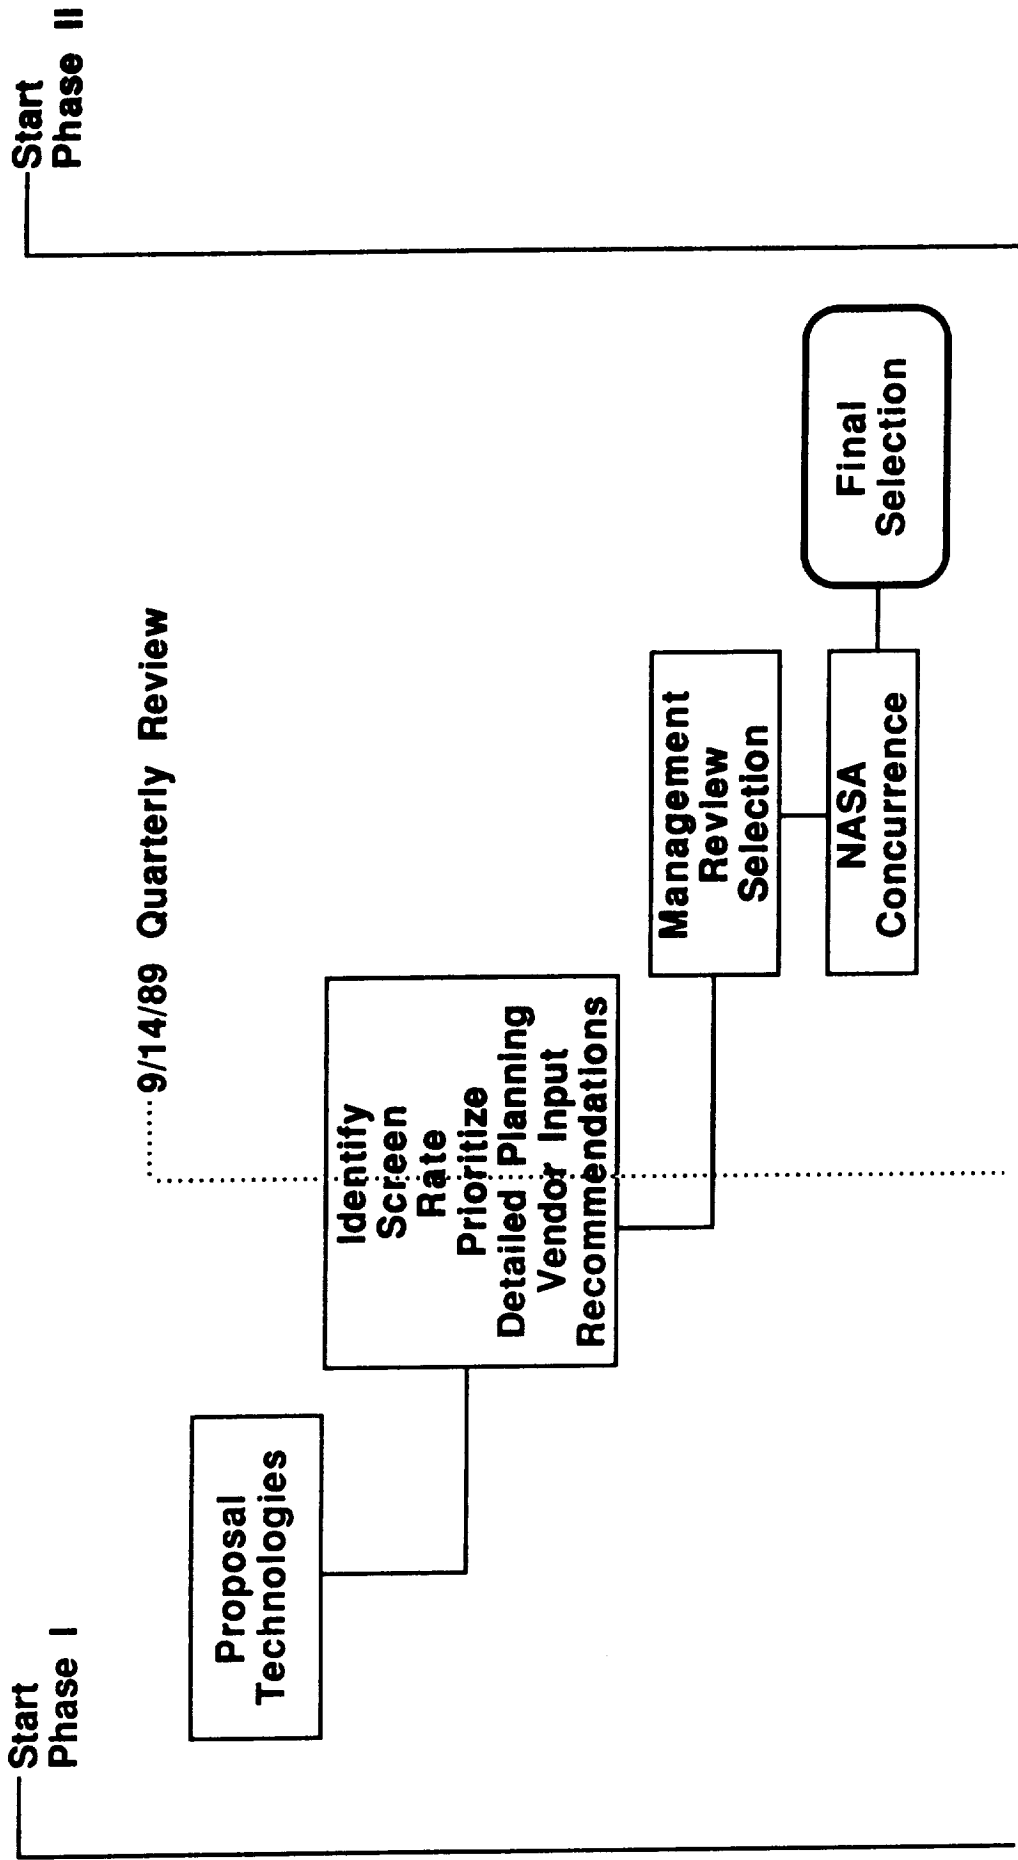 Start
Phase I
Start
Phase II
9/14/89 Quarterly Review
Proposal
Technologies
Identify
Screen
Rate
Prioritize
Detailed Planning
Vendor Input
Recommendations
Management
Review
Selection
NASA
Concurrence
Final
Selection